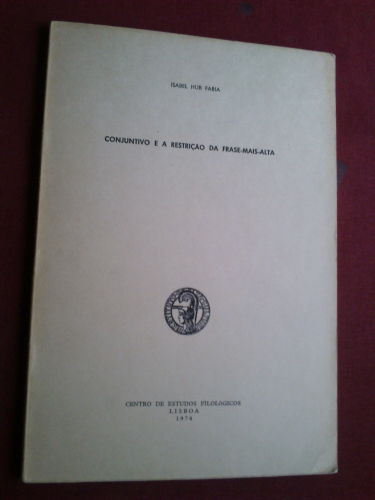 ISABEL HUB FARIA
CONJUNTIVO E A RESTRIÇÃO DA FRASE-MAIS-ALTA
CENTRO DE ESTUDOS FILOLÓGICOS
LISBOA
1974